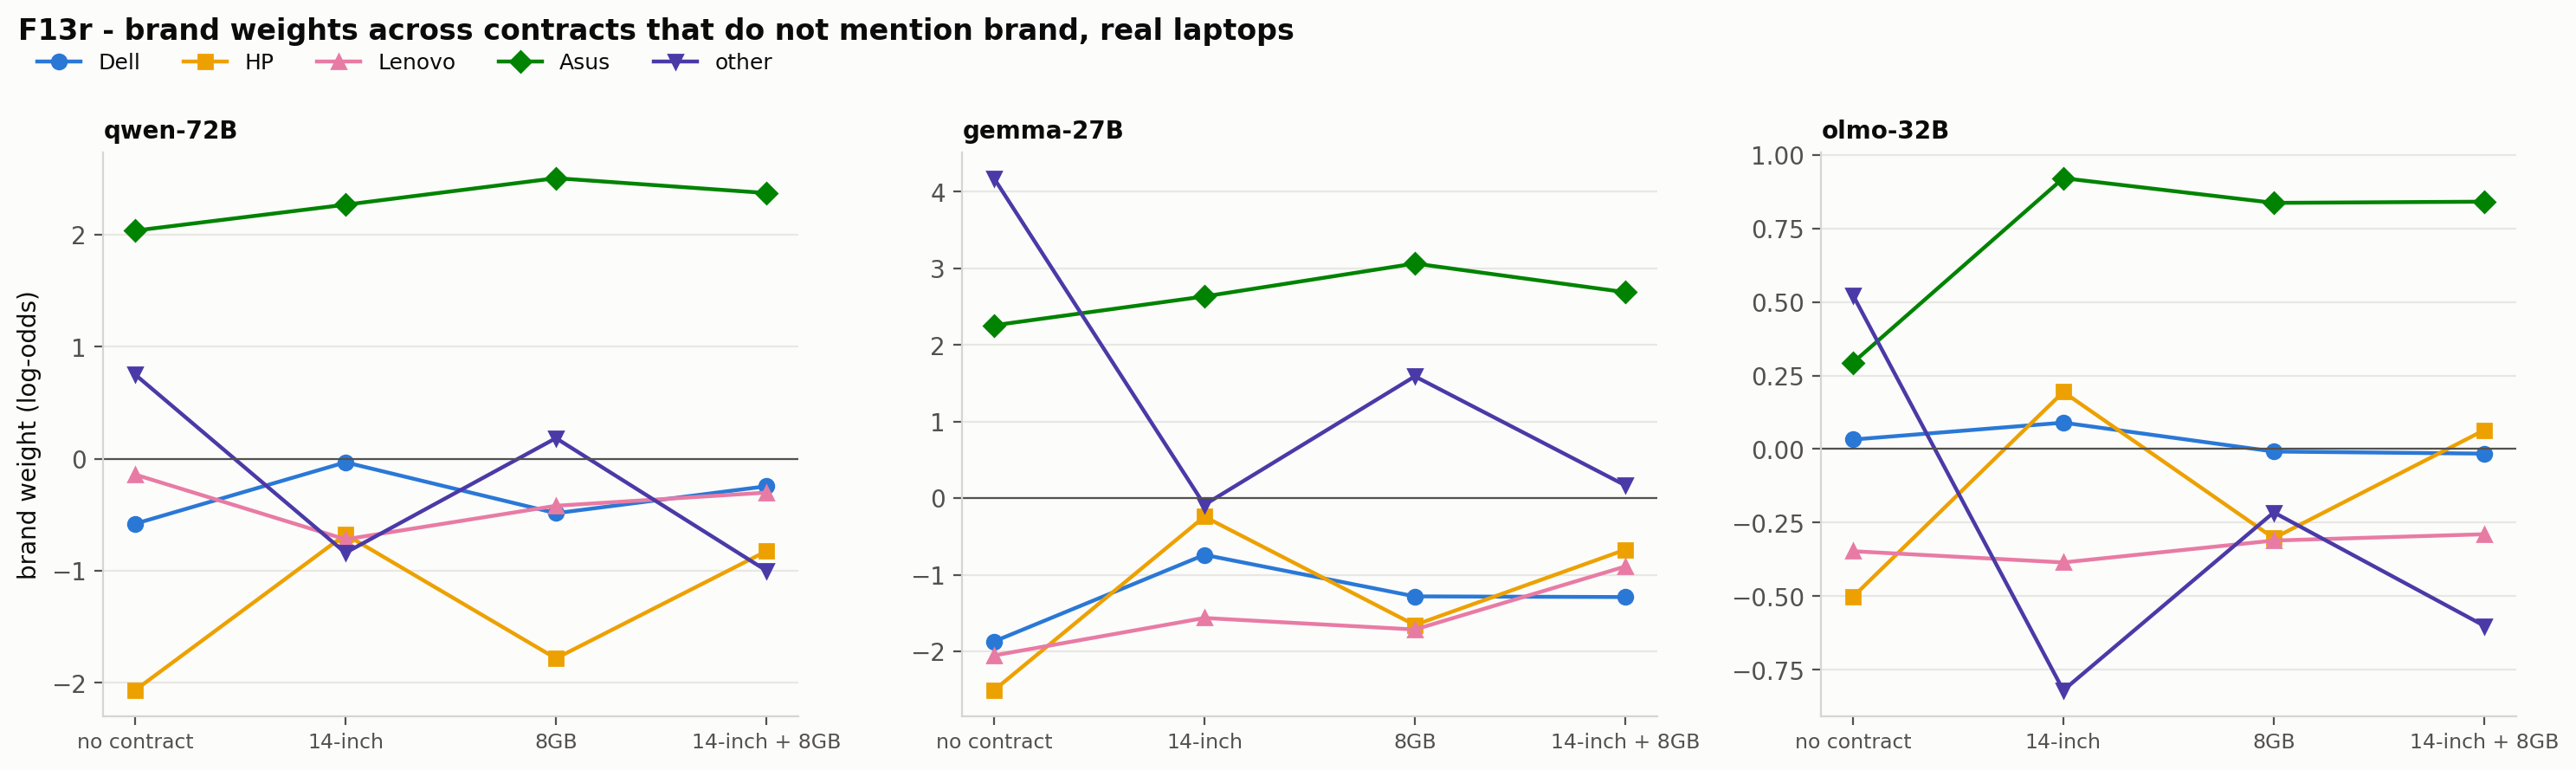 F13r - brand weights across contracts that do not mention brand, real laptops
Dell HP Lenovo Asus other
qwen-72B
brand weight (log-odds)
2
1
0
−1
−2
no contract 14-inch 8GB 14-inch + 8GB
gemma-27B
4
3
2
1
0
−1
−2
no contract 14-inch 8GB 14-inch + 8GB
olmo-32B
1.00
0.75
0.50
0.25
0.00
−0.25
−0.50
−0.75
no contract 14-inch 8GB 14-inch + 8GB